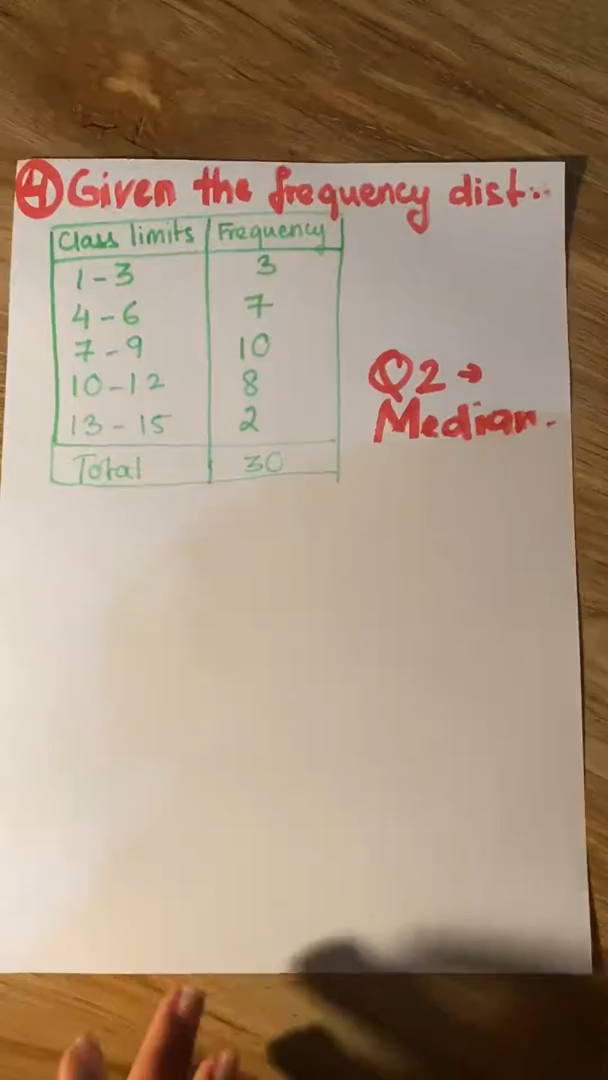 4 Given the frequency dist..
Class limits Frequency
1-3 3
4-6 7
7-9 10
10-12 8
13-15 2
Total 30
Q2→
Median.